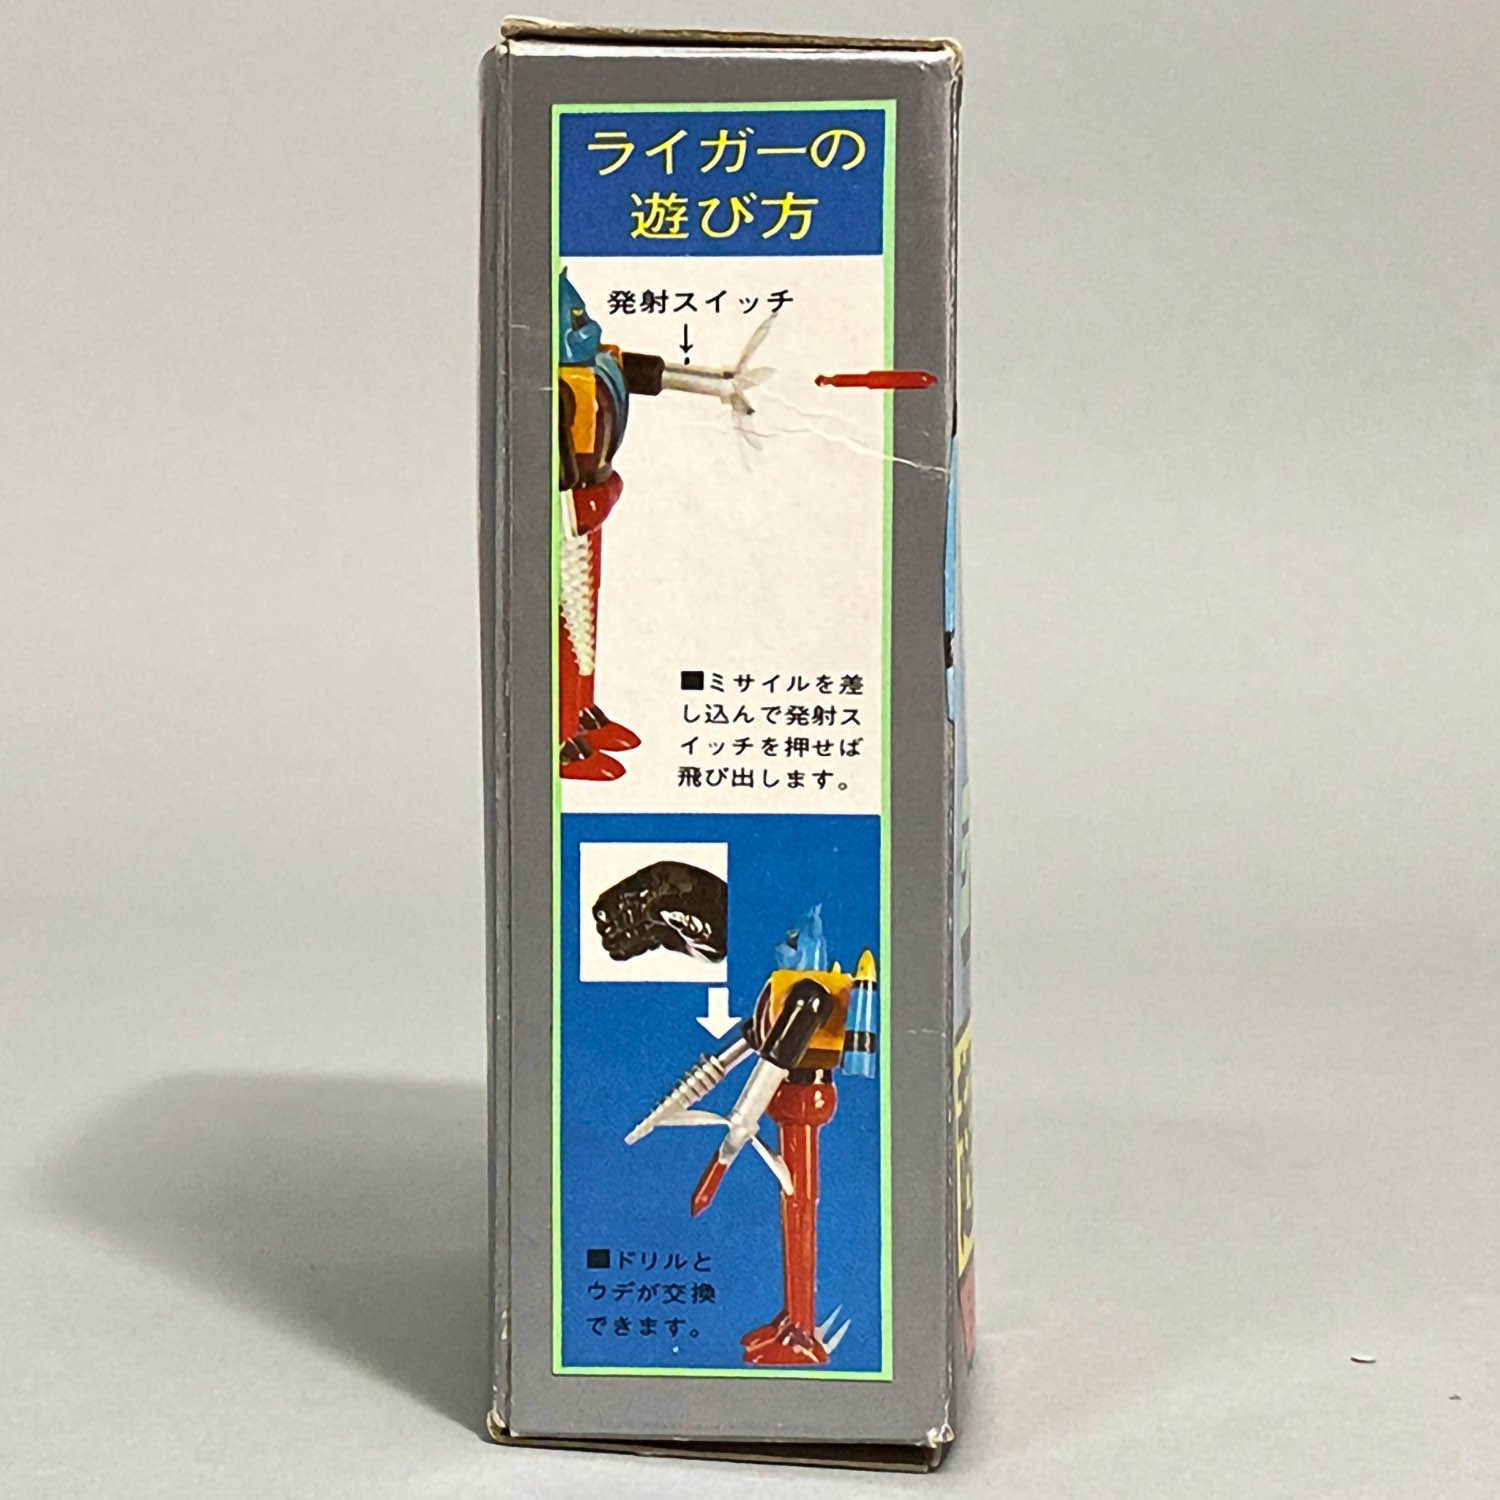 ライガーの
遊び方
発射スイッチ
■ミサイルを差
し込んで発射ス
イッチを押せば
飛び出します。
■ドリルと
ウデが交換
できます。